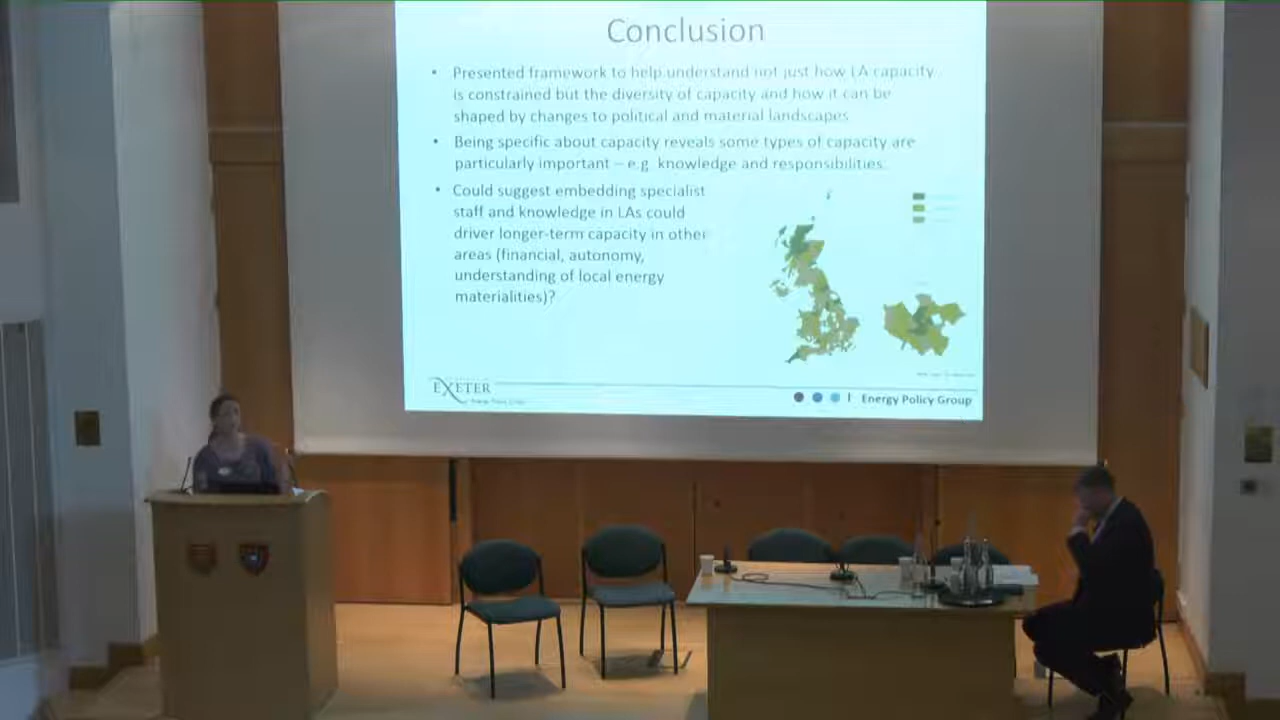 Conclusion
• Presented framework to help understand not just how LA capacity
is constrained but the diversity of capacity and how it can be
shaped by changes to political and material landscapes
• Being specific about capacity reveals some types of capacity are
particularly important – e.g. knowledge and responsibilities.
• Could suggest embedding specialist
staff and knowledge in LAs could
driver longer-term capacity in other
areas (financial, autonomy,
understanding of local energy
materialities)?
EXETER
Energy Policy Group
Energy Policy Group